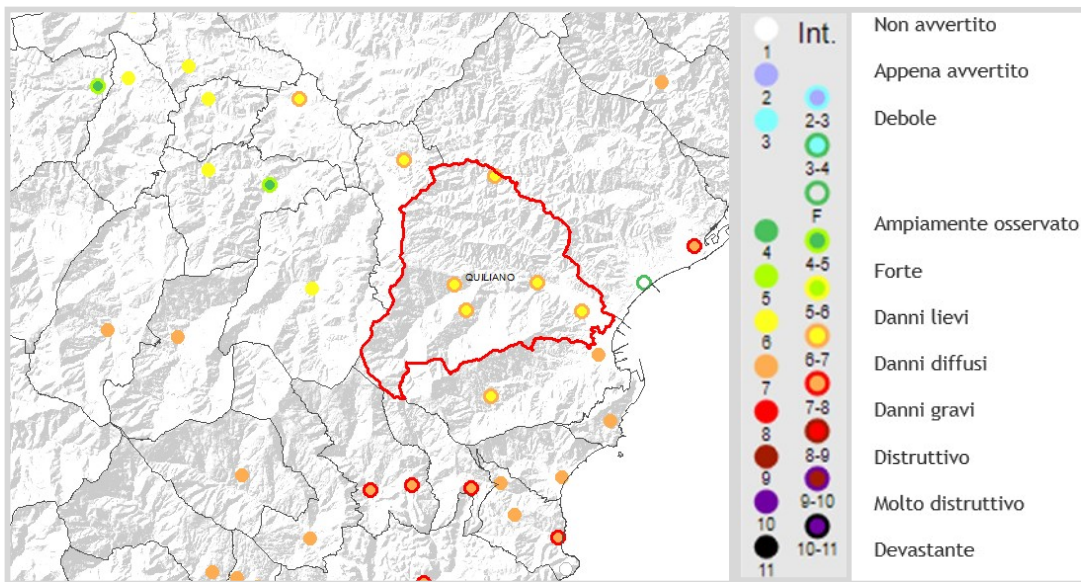 QUILIANO
Int.
1
2
3
4
5
6
7
8
9
10
11
2-3
3-4
F
4-5
5-6
6-7
7-8
8-9
9-10
10-11
Non avvertito
Appena avvertito
Debole
Ampiamente osservato
Forte
Danni lievi
Danni diffusi
Danni gravi
Distruttivo
Molto distruttivo
Devastante